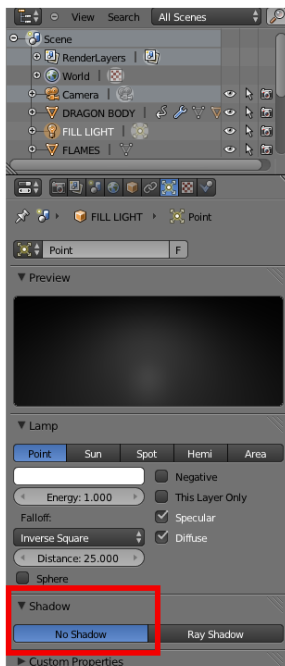 View Search All Scenes
Scene
RenderLayers
World
Camera
DRAGON BODY
FILL LIGHT
FLAMES
FILL LIGHT Point
Point F
Preview
Lamp
Point Sun Spot Hemi Area
Negative
Energy: 1.000 This Layer Only
Falloff: Specular
Inverse Square Diffuse
Distance: 25.000
Sphere
Shadow
No Shadow Ray Shadow
Custom Properties